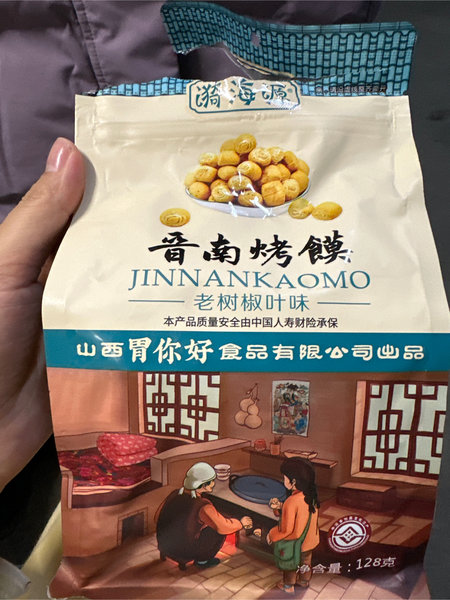 漪海源
晋南烤馍
JINNANKAOMO
老树椒叶味
本产品质量安全由中国人寿财险承保
山西胃你好食品有限公司出品
净含量:128克